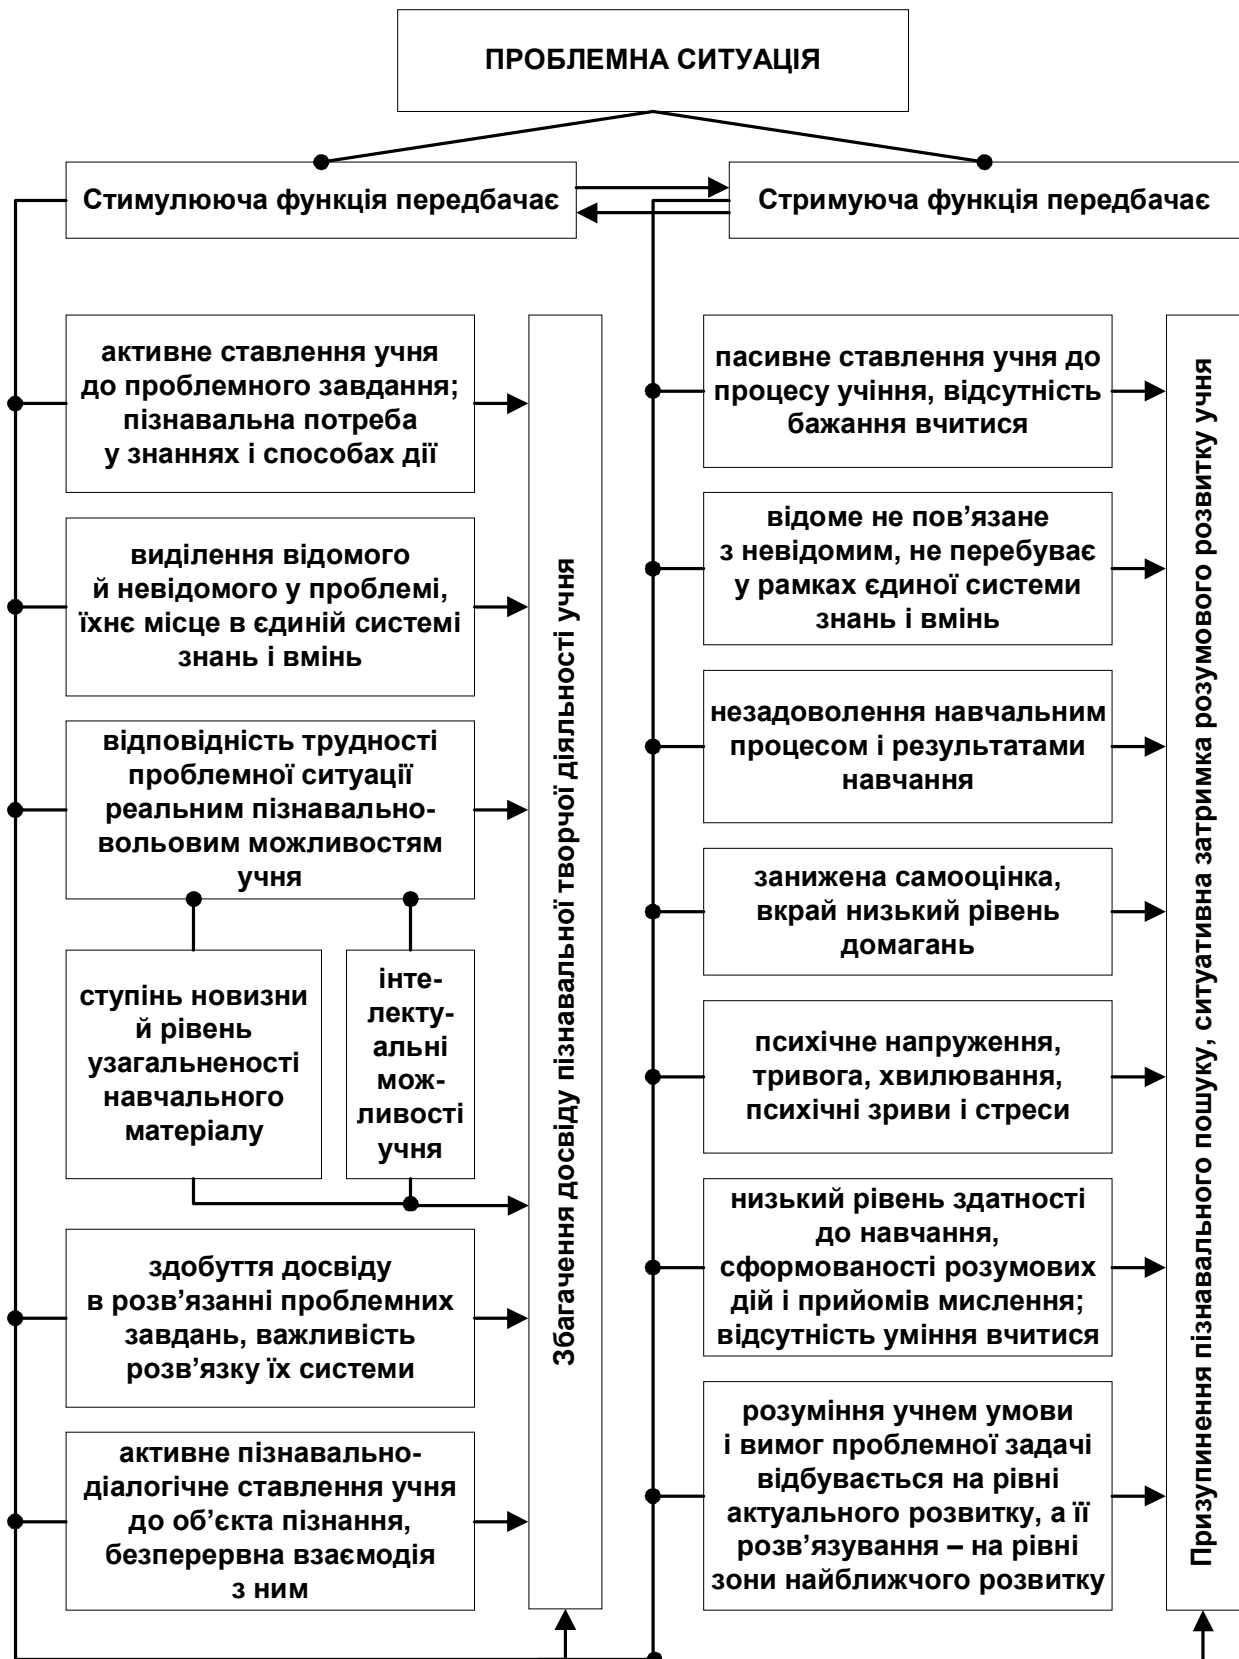 ПРОБЛЕМНА СИТУАЦІЯ
Стимулююча функція передбачає
Стримуюча функція передбачає
активне ставлення учня
до проблемного завдання;
пізнавальна потреба
у знаннях і способах дії
виділення відомого
й невідомого у проблемі,
їхнє місце в єдиній системі
знань і вмінь
відповідність трудності
проблемної ситуації
реальним пізнавально-
вольовим можливостям
учня
ступінь новизни
й рівень
узагальненості
навчального
матеріалу
інте-
лекту-
альні
мож-
ливості
учня
здобуття досвіду
в розв’язанні проблемних
завдань, важливість
розв’язку їх системи
активне пізнавально-
діалогічне ставлення учня
до об’єкта пізнання,
безперервна взаємодія
з ним
Збагачення досвіду пізнавальної творчої діяльності учня
пасивне ставлення учня до
процесу учіння, відсутність
бажання вчитися
відоме не пов’язане
з невідомим, не перебуває
у рамках єдиної системи
знань і вмінь
незадоволення навчальним
процесом і результатами
навчання
занижена самооцінка,
вкрай низький рівень
домагань
психічне напруження,
тривога, хвилювання,
психічні зриви і стреси
низький рівень здатності
до навчання,
сформованості розумових
дій і прийомів мислення;
відсутність уміння вчитися
розуміння учнем умови
і вимог проблемної задачі
відбувається на рівні
актуального розвитку, а її
розв’язування – на рівні
зони найближчого розвитку
Призупинення пізнавального пошуку, ситуативна затримка розумового розвитку учня